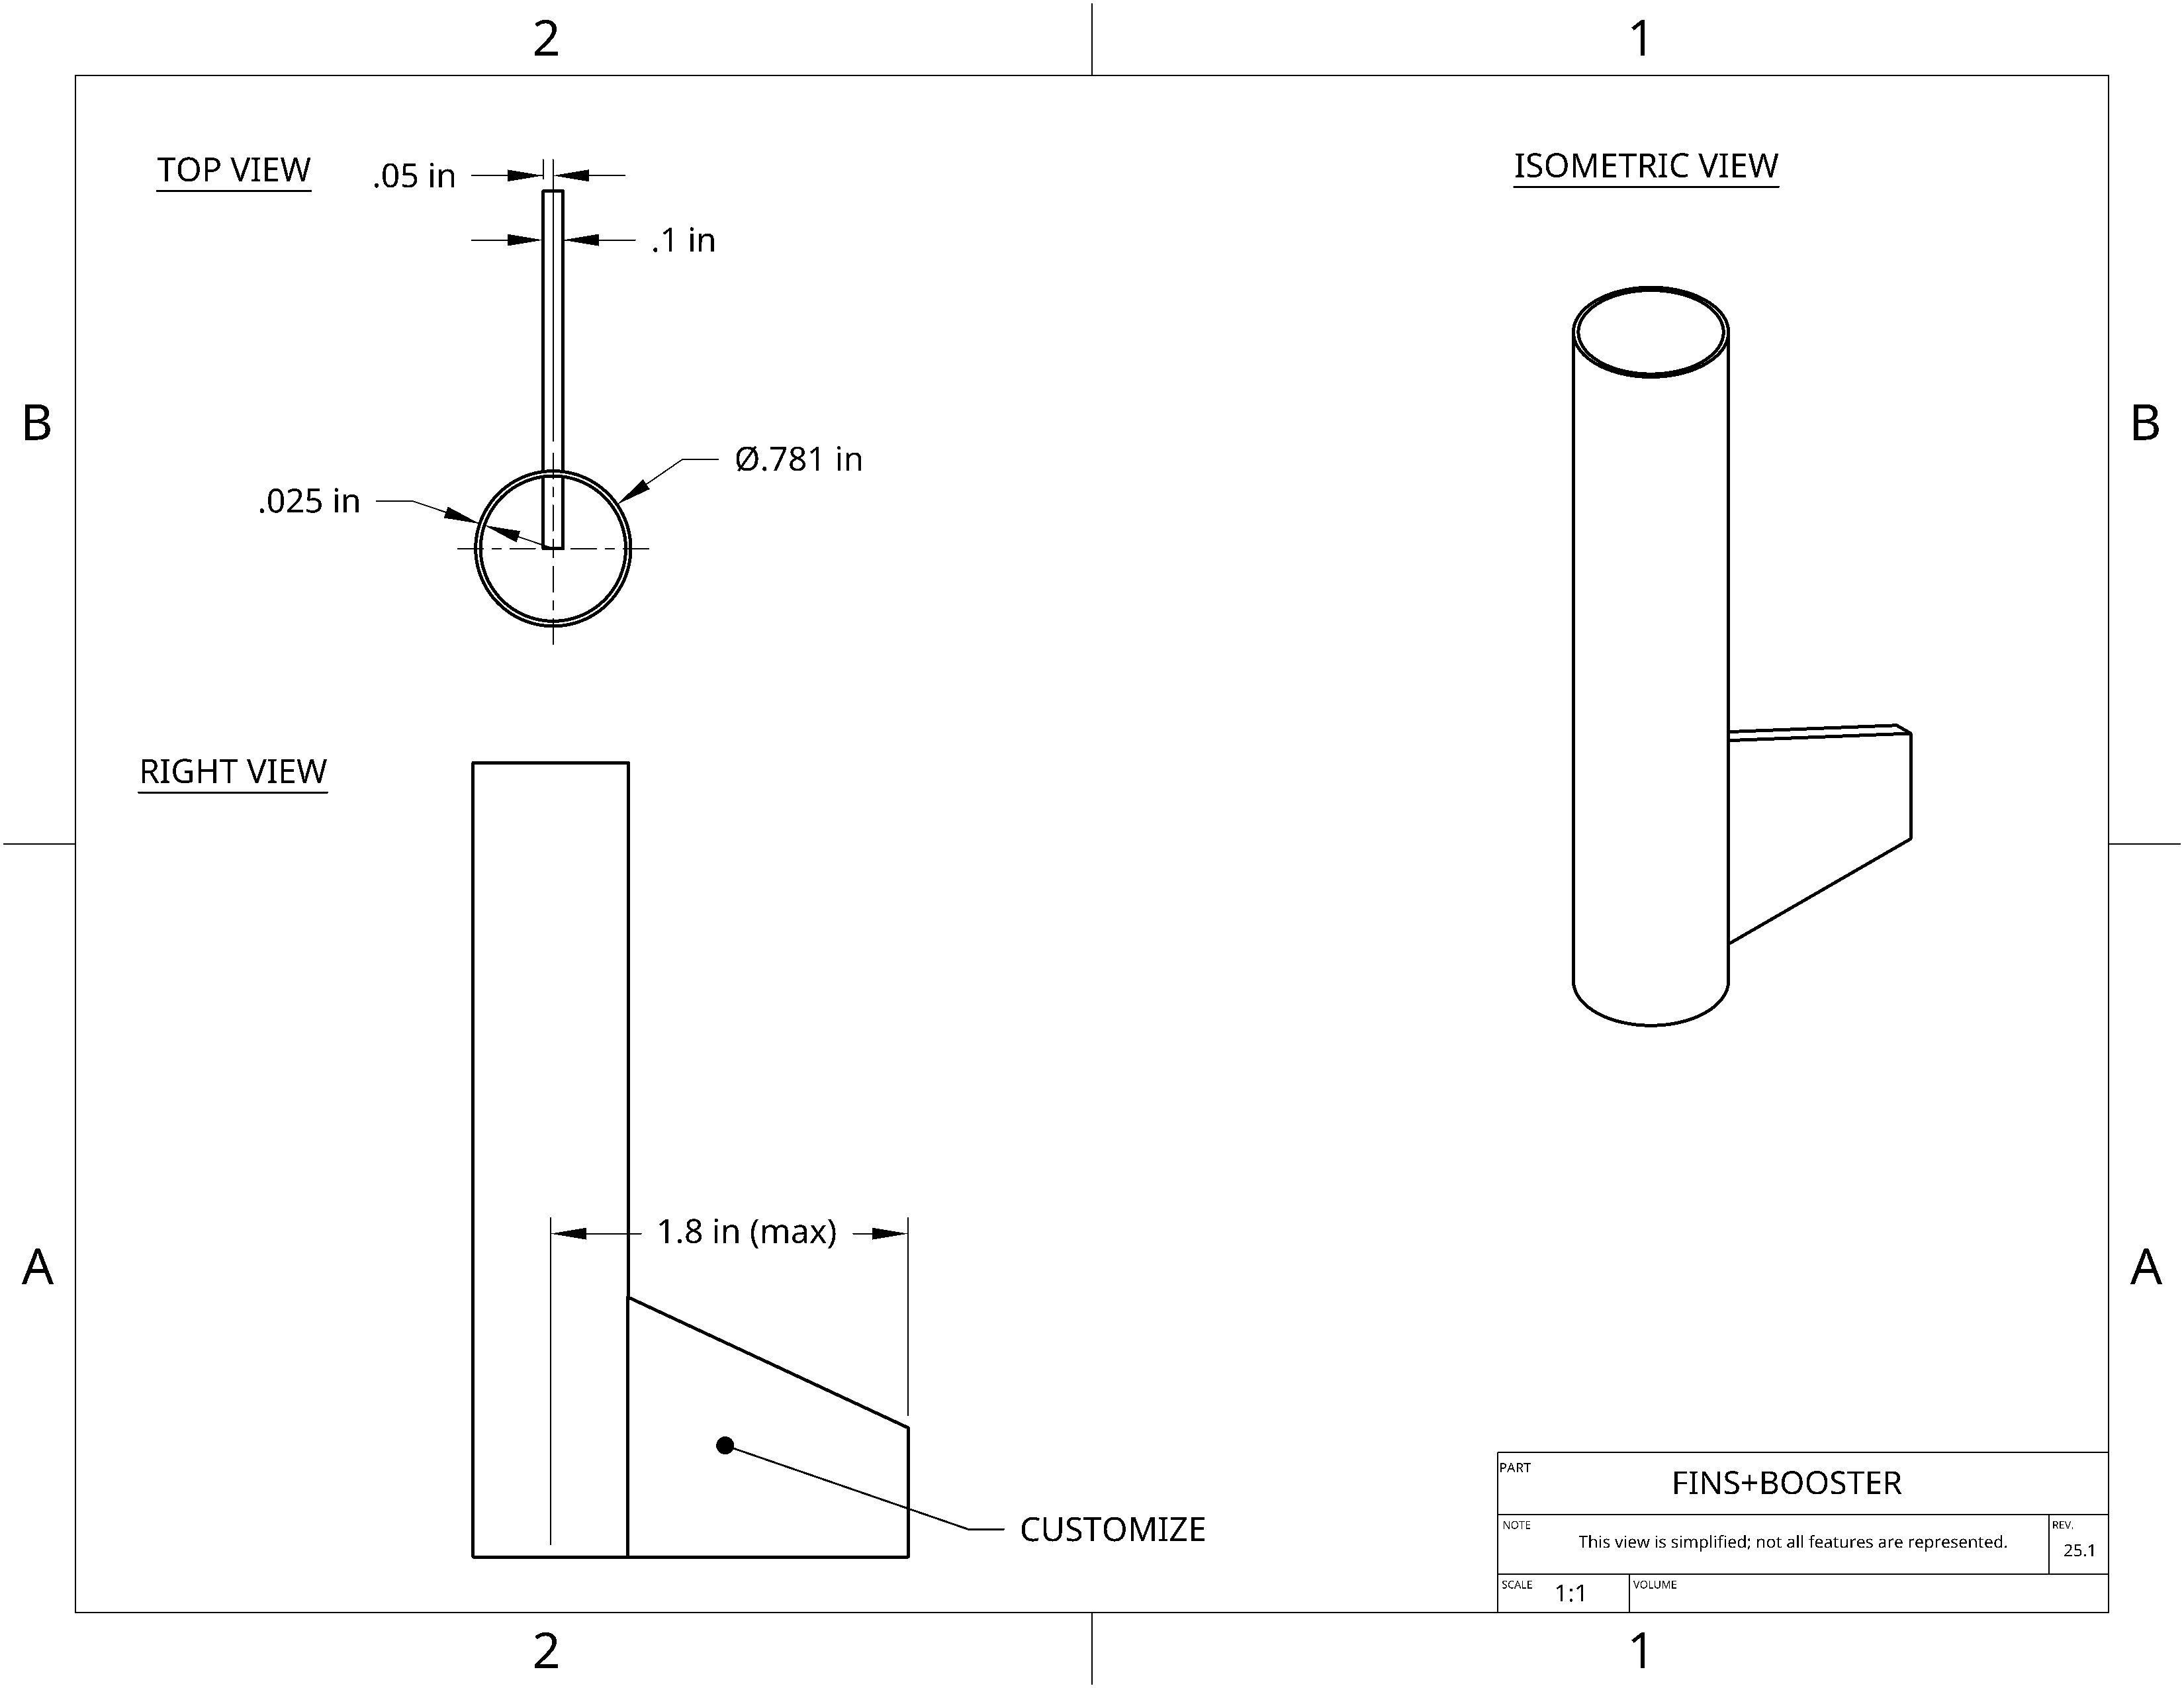 2
1
TOP VIEW
.05 in
ISOMETRIC VIEW
.1 in
B
B
Ø.781 in
.025 in
RIGHT VIEW
1.8 in (max)
A
A
CUSTOMIZE
PART
FINS+BOOSTER
NOTE
This view is simplified; not all features are represented.
REV.
25.1
SCALE
1:1
VOLUME
2
1